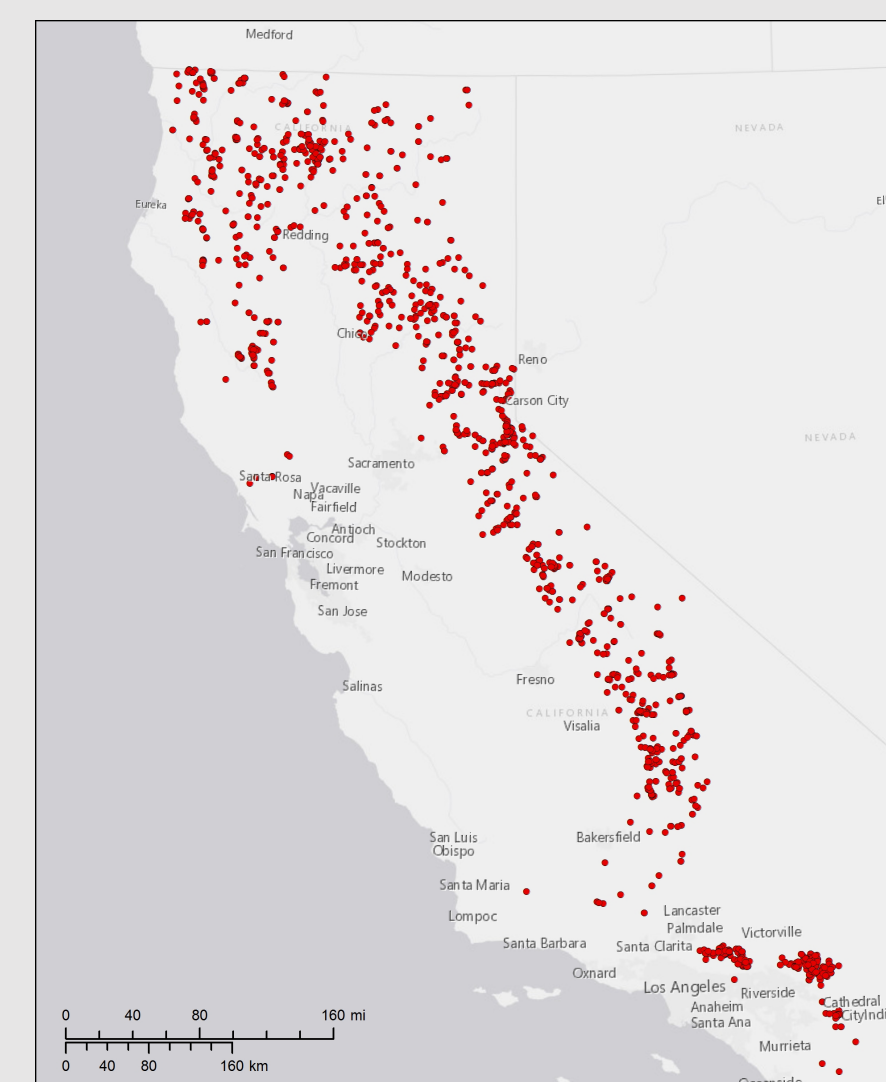 Medford
CALIFORNIA
NEVADA
Eureka
El
Redding
Chico
Reno
Carson City
NEVADA
Sacramento
Santa Rosa
Vacaville
Napa
Fairfield
Antioch
Concord
Stockton
San Francisco
Livermore
Modesto
Fremont
San Jose
Fresno
Salinas
CALIFORNIA
Visalia
San Luis
Obispo
Bakersfield
Santa Maria
Lancaster
Lompoc
Palmdale
Victorville
Santa Barbara
Santa Clarita
Oxnard
Los Angeles
Riverside
Cathedral
City
Indi
Anaheim
Santa Ana
Murrieta
Oceanside
0 40 80 160 mi
0 40 80 160 km